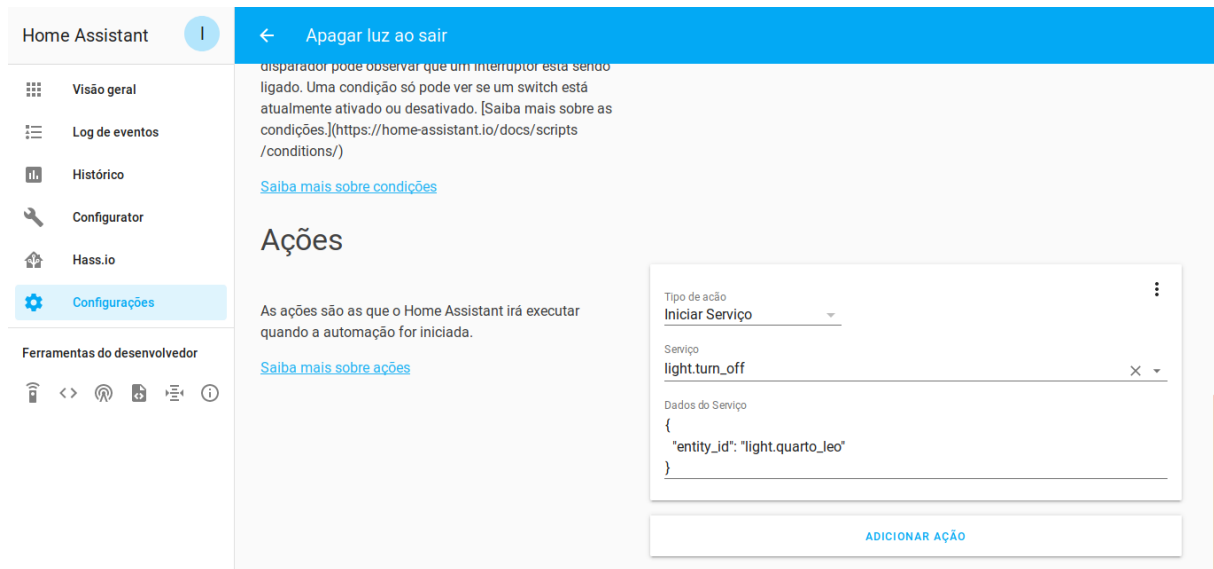 Home Assistant
I
Apagar luz ao sair
Visão geral
Log de eventos
Histórico
Configurator
Hass.io
Configurações
Ferramentas do desenvolvedor
disparador pode observar que um interruptor está sendo
ligado. Uma condição só pode ver se um switch está
atualmente ativado ou desativado. [Saiba mais sobre as
condições.](https://home-assistant.io/docs/scripts
/conditions/)
Saiba mais sobre condições
Ações
As ações são as que o Home Assistant irá executar
quando a automação for iniciada.
Saiba mais sobre ações
Tipo de acão
Iniciar Serviço
Serviço
light.turn_off
Dados do Serviço
{
"entity_id": "light.quarto_leo"
}
ADICIONAR AÇÃO